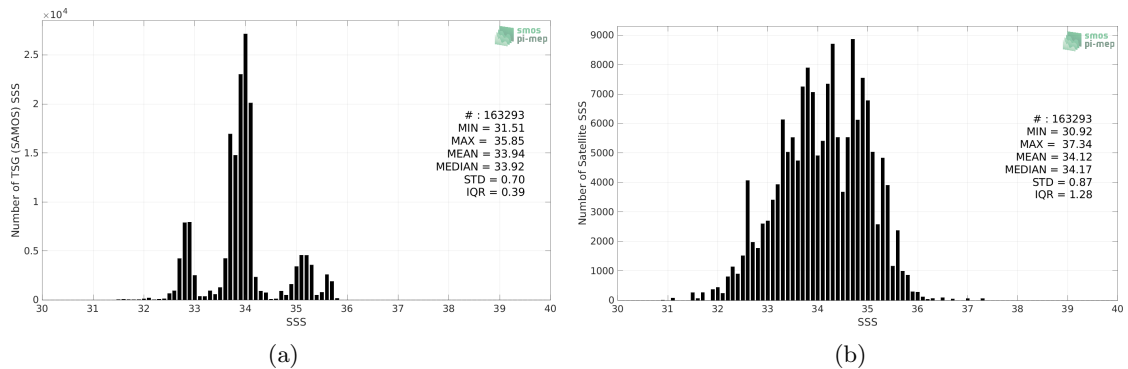 ×10⁴
2.5
2
1.5
1
0.5
0
30 31 32 33 34 35 36 37 38 39 40
SSS
Number of TSG (SAMOS) SSS
smos
pi-mep
# : 163293
MIN = 31.51
MAX = 35.85
MEAN = 33.94
MEDIAN = 33.92
STD = 0.70
IQR = 0.39
(a)
9000
8000
7000
6000
5000
4000
3000
2000
1000
0
30 31 32 33 34 35 36 37 38 39 40
SSS
Number of Satellite SSS
smos
pi-mep
# : 163293
MIN = 30.92
MAX = 37.34
MEAN = 34.12
MEDIAN = 34.17
STD = 0.87
IQR = 1.28
(b)